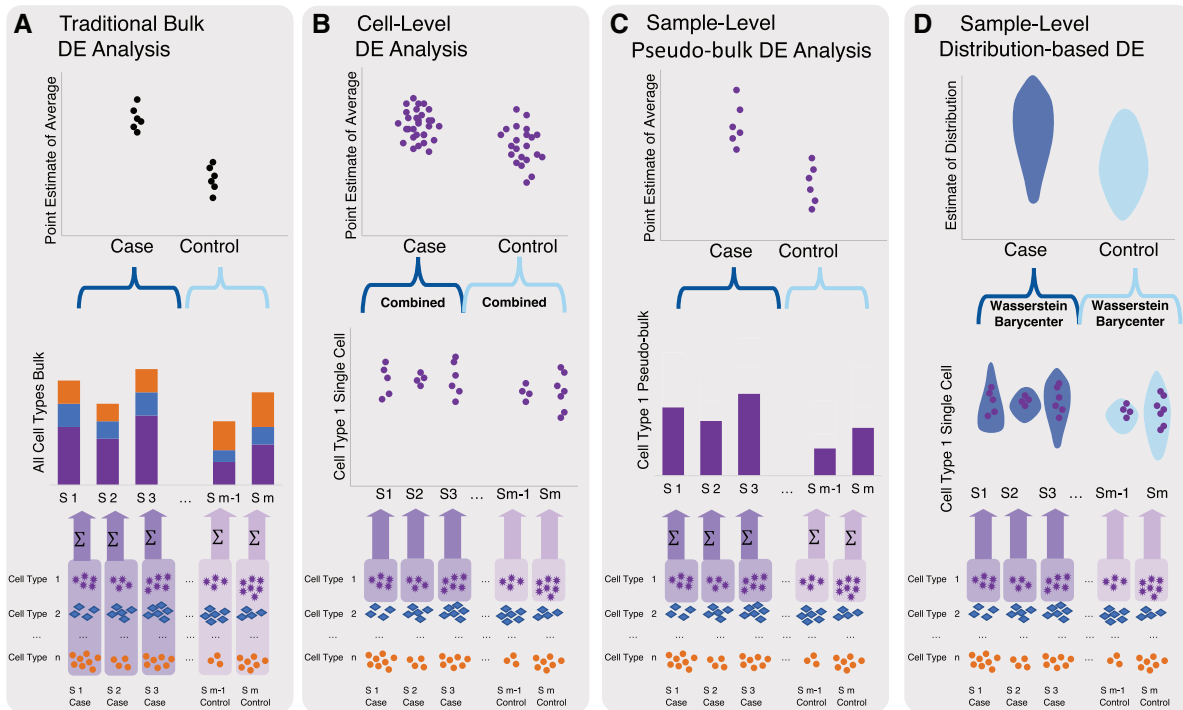 A Traditional Bulk
DE Analysis
Point Estimate of Average
Case Control
All Cell Types Bulk
S 1 S 2 S 3 ... S m-1 S m
Σ Σ Σ Σ Σ
Cell Type 1 ...
Cell Type 2 ...
... ... ... ... ... ...
Cell Type n ...
S 1 S 2 S 3 ... S m-1 S m
Case Case Case Control Control
B Cell-Level
DE Analysis
Point Estimate of Average
Case Control
Combined Combined
Cell Type 1 Single Cell
S1 S2 S3 ... Sm-1 Sm
Cell Type 1 ...
Cell Type 2 ...
... ... ... ... ... ...
Cell Type n ...
S 1 S 2 S 3 ... S m-1 S m
Case Case Case Control Control
C Sample-Level
Pseudo-bulk DE Analysis
Point Estimate of Average
Case Control
Cell Type 1 Pseudo-bulk
S 1 S 2 S 3 ... S m-1 S m
Σ Σ Σ Σ Σ
Cell Type 1 ...
Cell Type 2 ...
... ... ... ... ... ...
Cell Type n ...
S 1 S 2 S 3 ... S m-1 S m
Case Case Case Control Control
D Sample-Level
Distribution-based DE
Estimate of Distribution
Case Control
Wasserstein Wasserstein
Barycenter Barycenter
Cell Type 1 Single Cell
S1 S2 S3 ... Sm-1 Sm
Cell Type 1 ...
Cell Type 2 ...
... ... ... ... ... ...
Cell Type n ...
S 1 S 2 S 3 ... S m-1 S m
Case Case Case Control Control